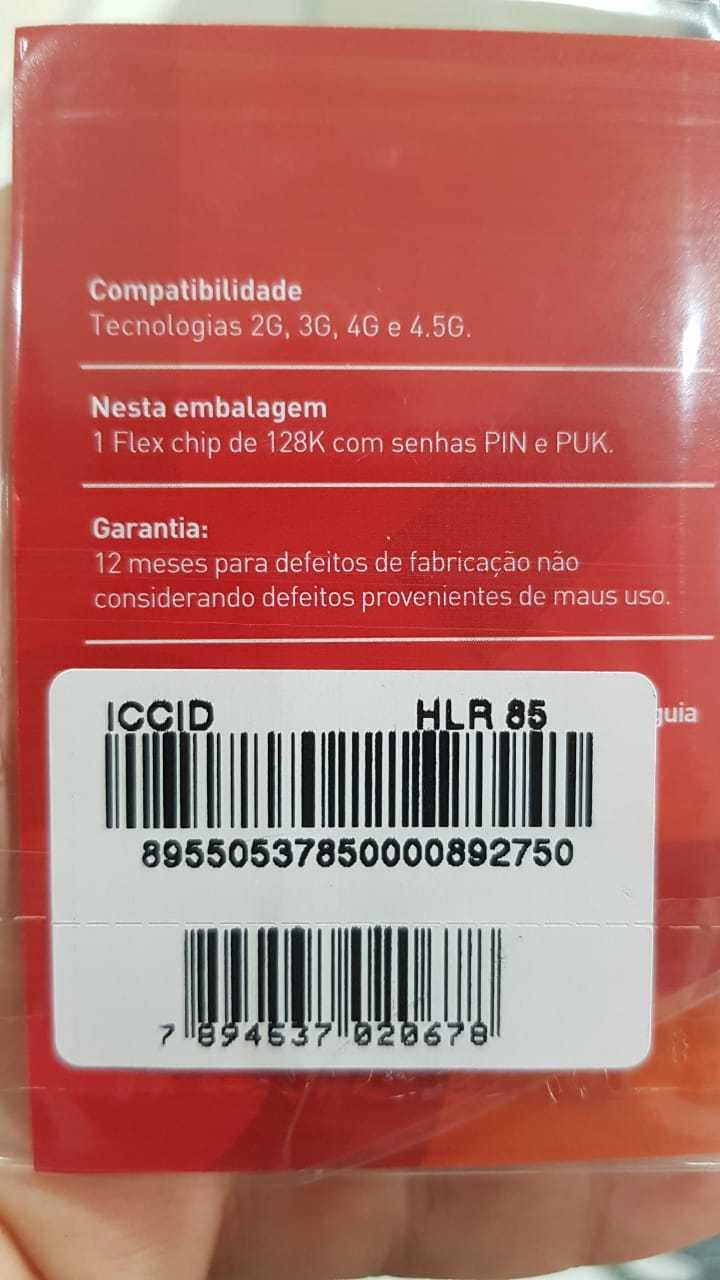 Compatibilidade
Tecnologias 2G, 3G, 4G e 4.5G.
Nesta embalagem
1 Flex chip de 128K com senhas PIN e PUK.
Garantia:
12 meses para defeitos de fabricação não
considerando defeitos provenientes de maus uso.
guia
ICCID HLR 85
89550537850000892750
7 894637 020678